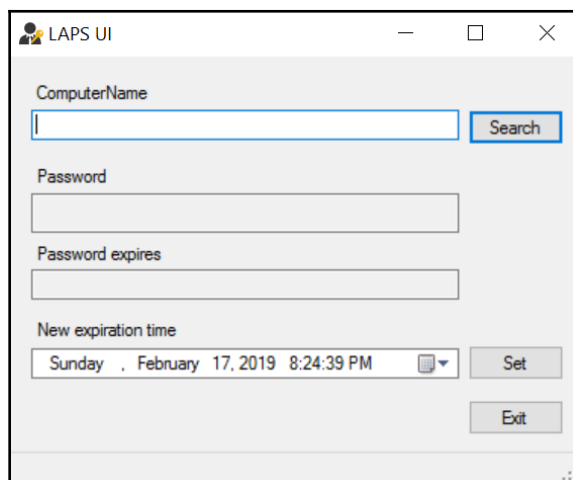 LAPS UI
ComputerName
Search
Password
Password expires
New expiration time
Sunday , February 17, 2019 8:24:39 PM
Set
Exit